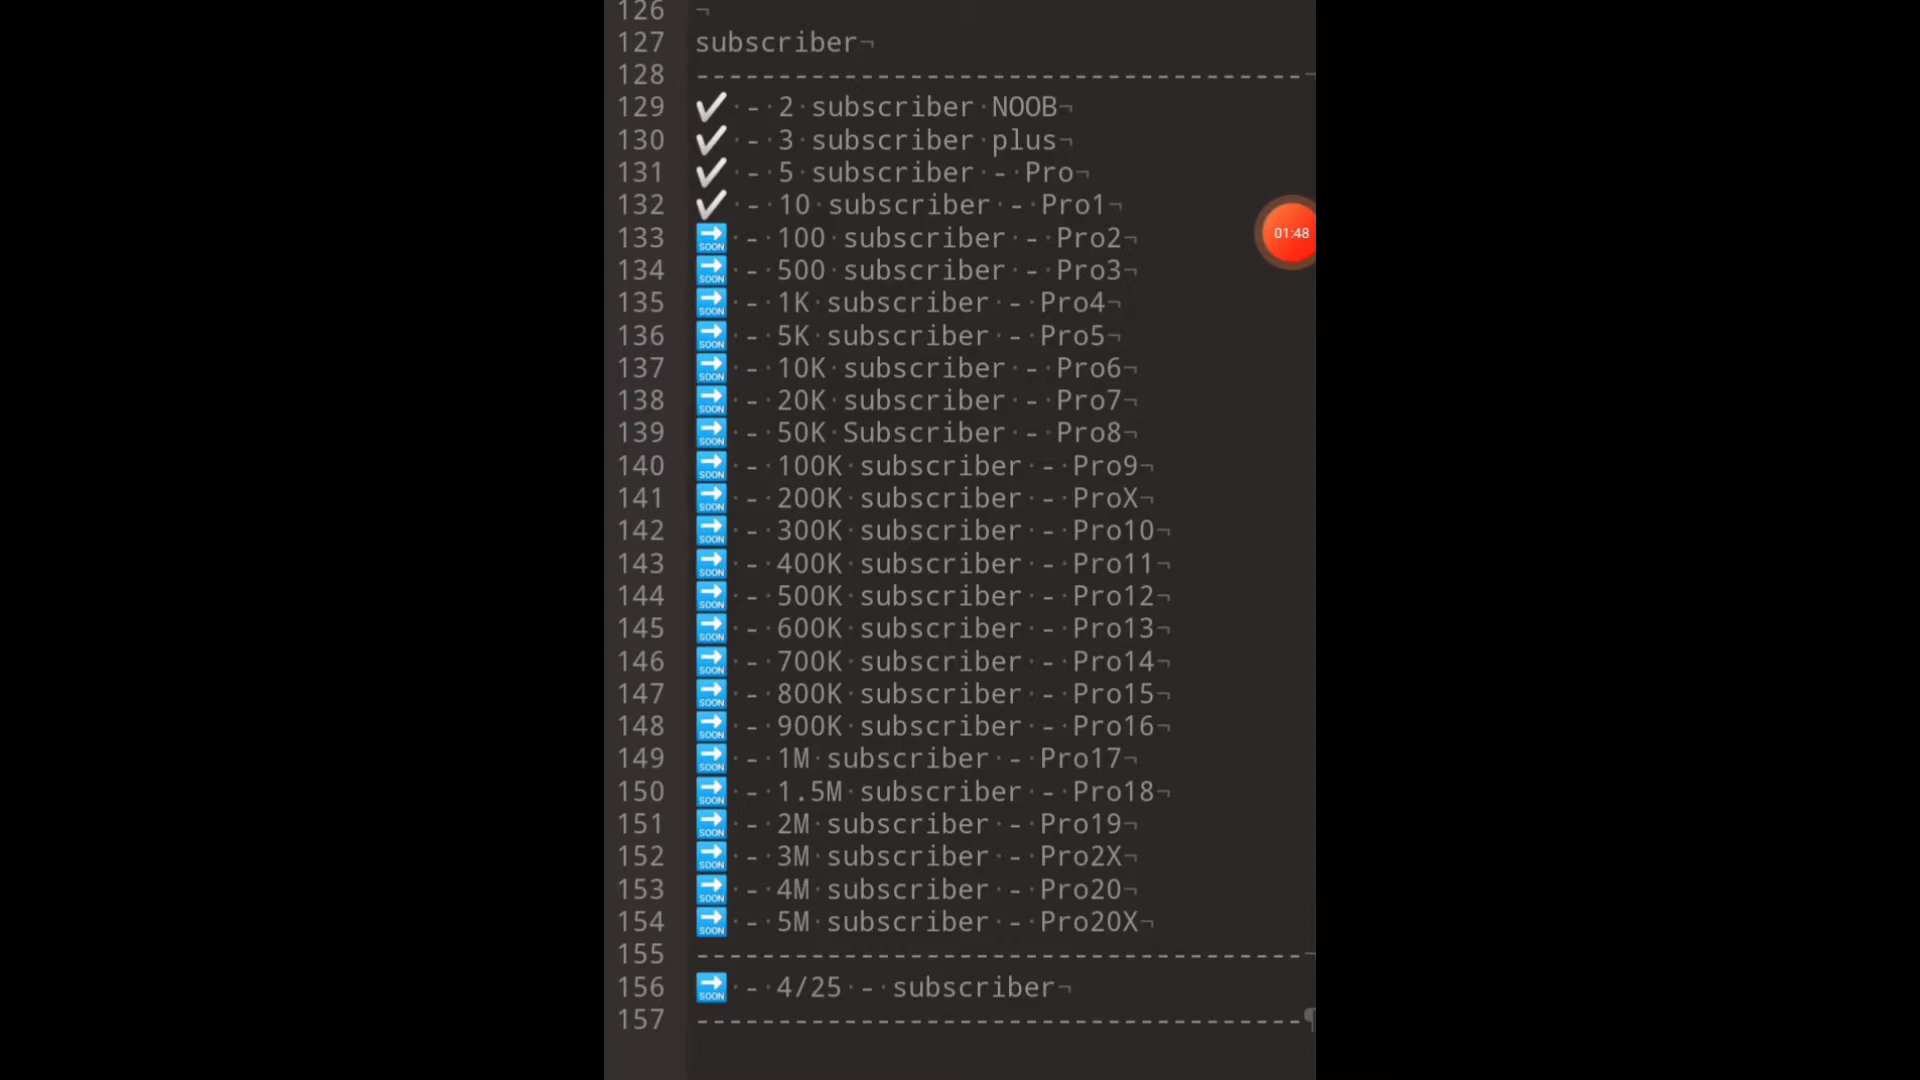 126 ¬
127 subscriber¬
128 -------------------------------------¬
129 ✔️ - 2 subscriber NOOB¬
130 ✔️ - 3 subscriber plus¬
131 ✔️ - 5 subscriber - Pro¬
132 ✔️ - 10 subscriber - Pro1¬
133 🔜 - 100 subscriber - Pro2¬
134 🔜 - 500 subscriber - Pro3¬
135 🔜 - 1K subscriber - Pro4¬
136 🔜 - 5K subscriber - Pro5¬
137 🔜 - 10K subscriber - Pro6¬
138 🔜 - 20K subscriber - Pro7¬
139 🔜 - 50K Subscriber - Pro8¬
140 🔜 - 100K subscriber - Pro9¬
141 🔜 - 200K subscriber - ProX¬
142 🔜 - 300K subscriber - Pro10¬
143 🔜 - 400K subscriber - Pro11¬
144 🔜 - 500K subscriber - Pro12¬
145 🔜 - 600K subscriber - Pro13¬
146 🔜 - 700K subscriber - Pro14¬
147 🔜 - 800K subscriber - Pro15¬
148 🔜 - 900K subscriber - Pro16¬
149 🔜 - 1M subscriber - Pro17¬
150 🔜 - 1.5M subscriber - Pro18¬
151 🔜 - 2M subscriber - Pro19¬
152 🔜 - 3M subscriber - Pro2X¬
153 🔜 - 4M subscriber - Pro20¬
154 🔜 - 5M subscriber - Pro20X¬
155 -------------------------------------¬
156 🔜 - 4/25 - subscriber¬
157 -------------------------------------¶
01:48